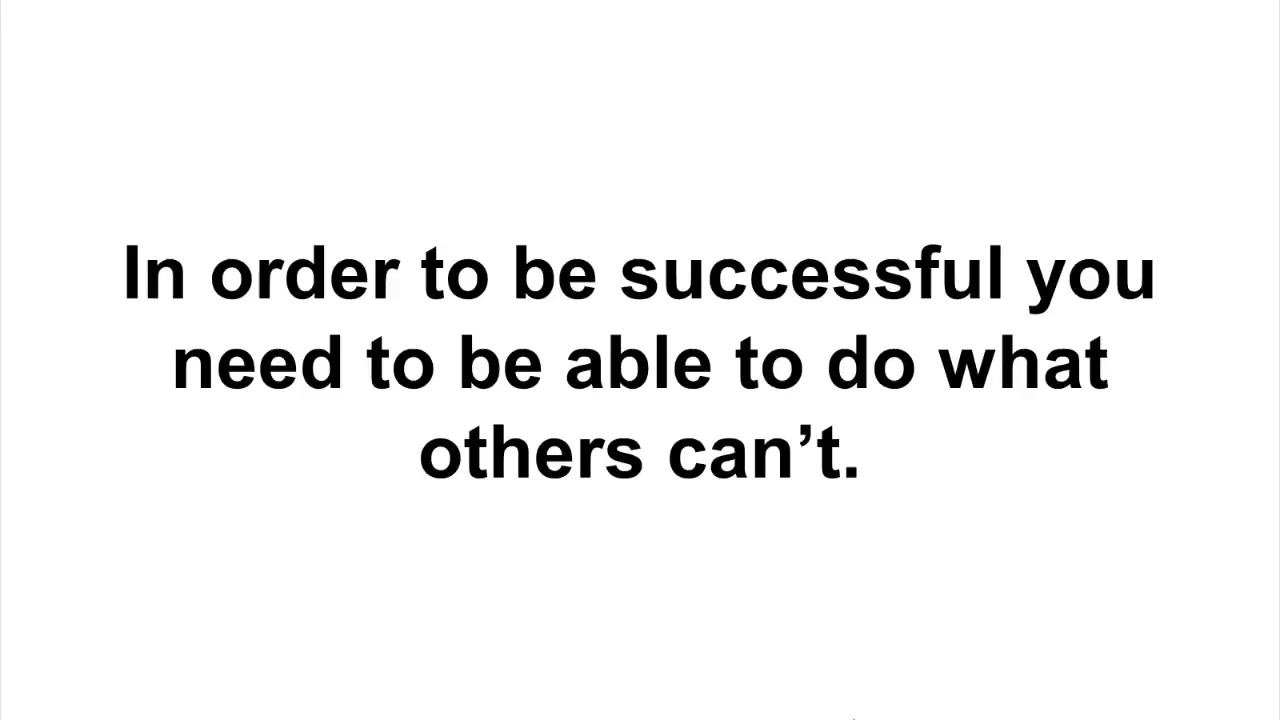 In order to be successful you
need to be able to do what
others can’t.